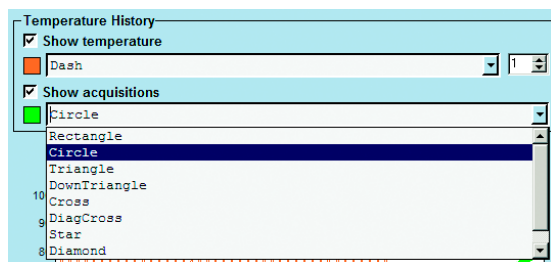 Temperature History
Show temperature
Dash 1
Show acquisitions
Circle
Rectangle
Circle
Triangle
DownTriangle
10 Cross
DiagCross
9 Star
8 Diamond